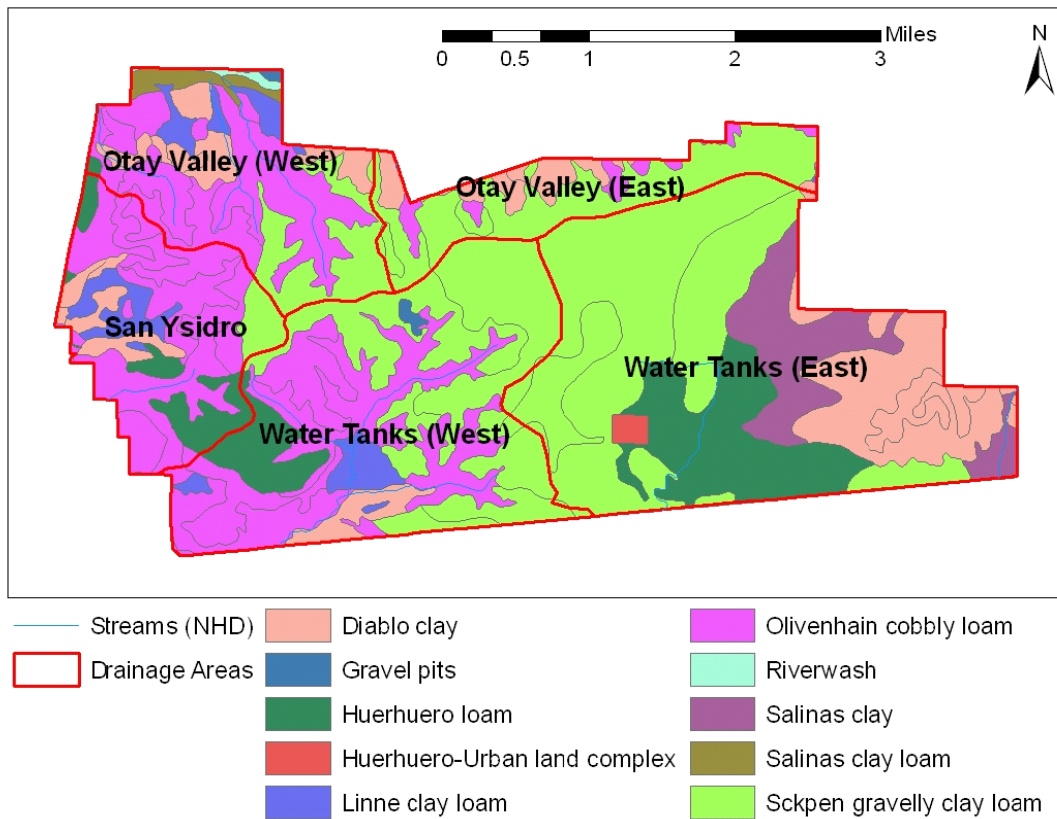 Miles
0 0.5 1 2 3
N
Otay Valley (West)
Otay Valley (East)
San Ysidro
Water Tanks (East)
Water Tanks (West)
Streams (NHD)
Drainage Areas
Diablo clay
Gravel pits
Huerhuero loam
Huerhuero-Urban land complex
Linne clay loam
Olivenhain cobbly loam
Riverwash
Salinas clay
Salinas clay loam
Sckpen gravelly clay loam